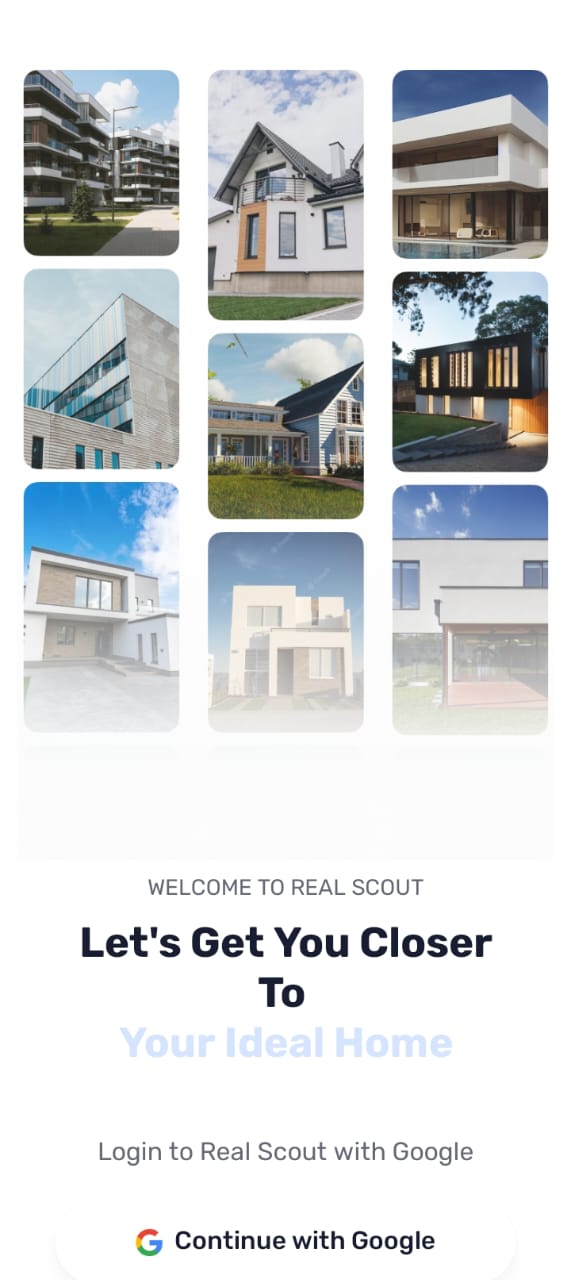 WELCOME TO REAL SCOUT
Let's Get You Closer
To
Your Ideal Home
Login to Real Scout with Google
Continue with Google